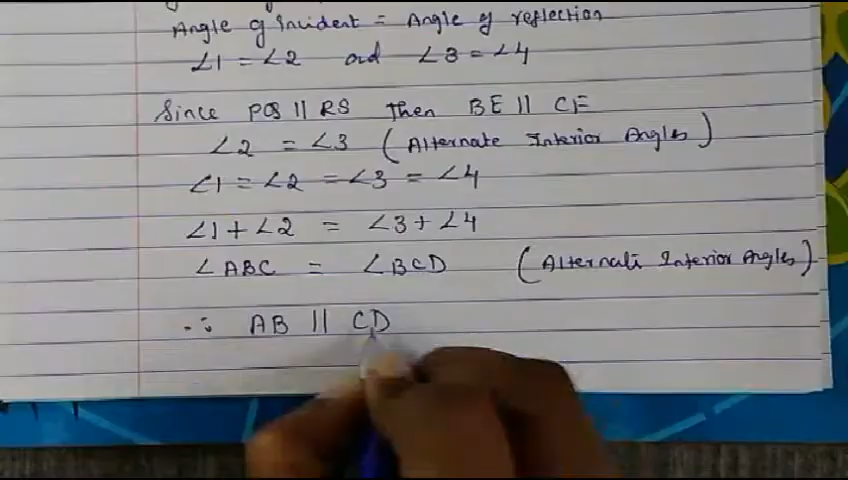 Angle of Incident = Angle of reflection
∠1 = ∠2 and ∠3 = ∠4
Since PQ || RS Then BE || CF
∠2 = ∠3 (Alternate Interior Angles)
∠1 = ∠2 = ∠3 = ∠4
∠1 + ∠2 = ∠3 + ∠4
∠ABC = ∠BCD (Alternate Interior Angles)
∴ AB || CD